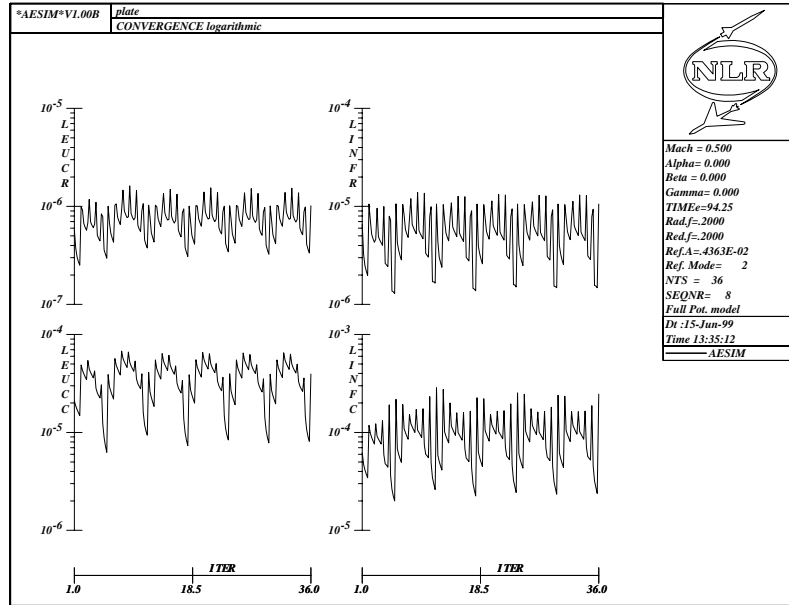 *AESIM*V1.00B
plate
CONVERGENCE logarithmic
NLR
Mach = 0.500
Alpha= 0.000
Beta = 0.000
Gamma= 0.000
TIMEe=94.25
Rad.f=.2000
Red.f=.2000
Ref.A=.4363E-02
Ref. Mode= 2
NTS = 36
SEQNR= 8
Full Pot. model
Dt :15-Jun-99
Time 13:35:12
AESIM
10^-5
LEUCR
10^-6
10^-7
10^-4
LINFR
10^-5
10^-6
10^-4
LEUCC
10^-5
10^-6
10^-3
LINFC
10^-4
10^-5
ITER
1.0 18.5 36.0
ITER
1.0 18.5 36.0